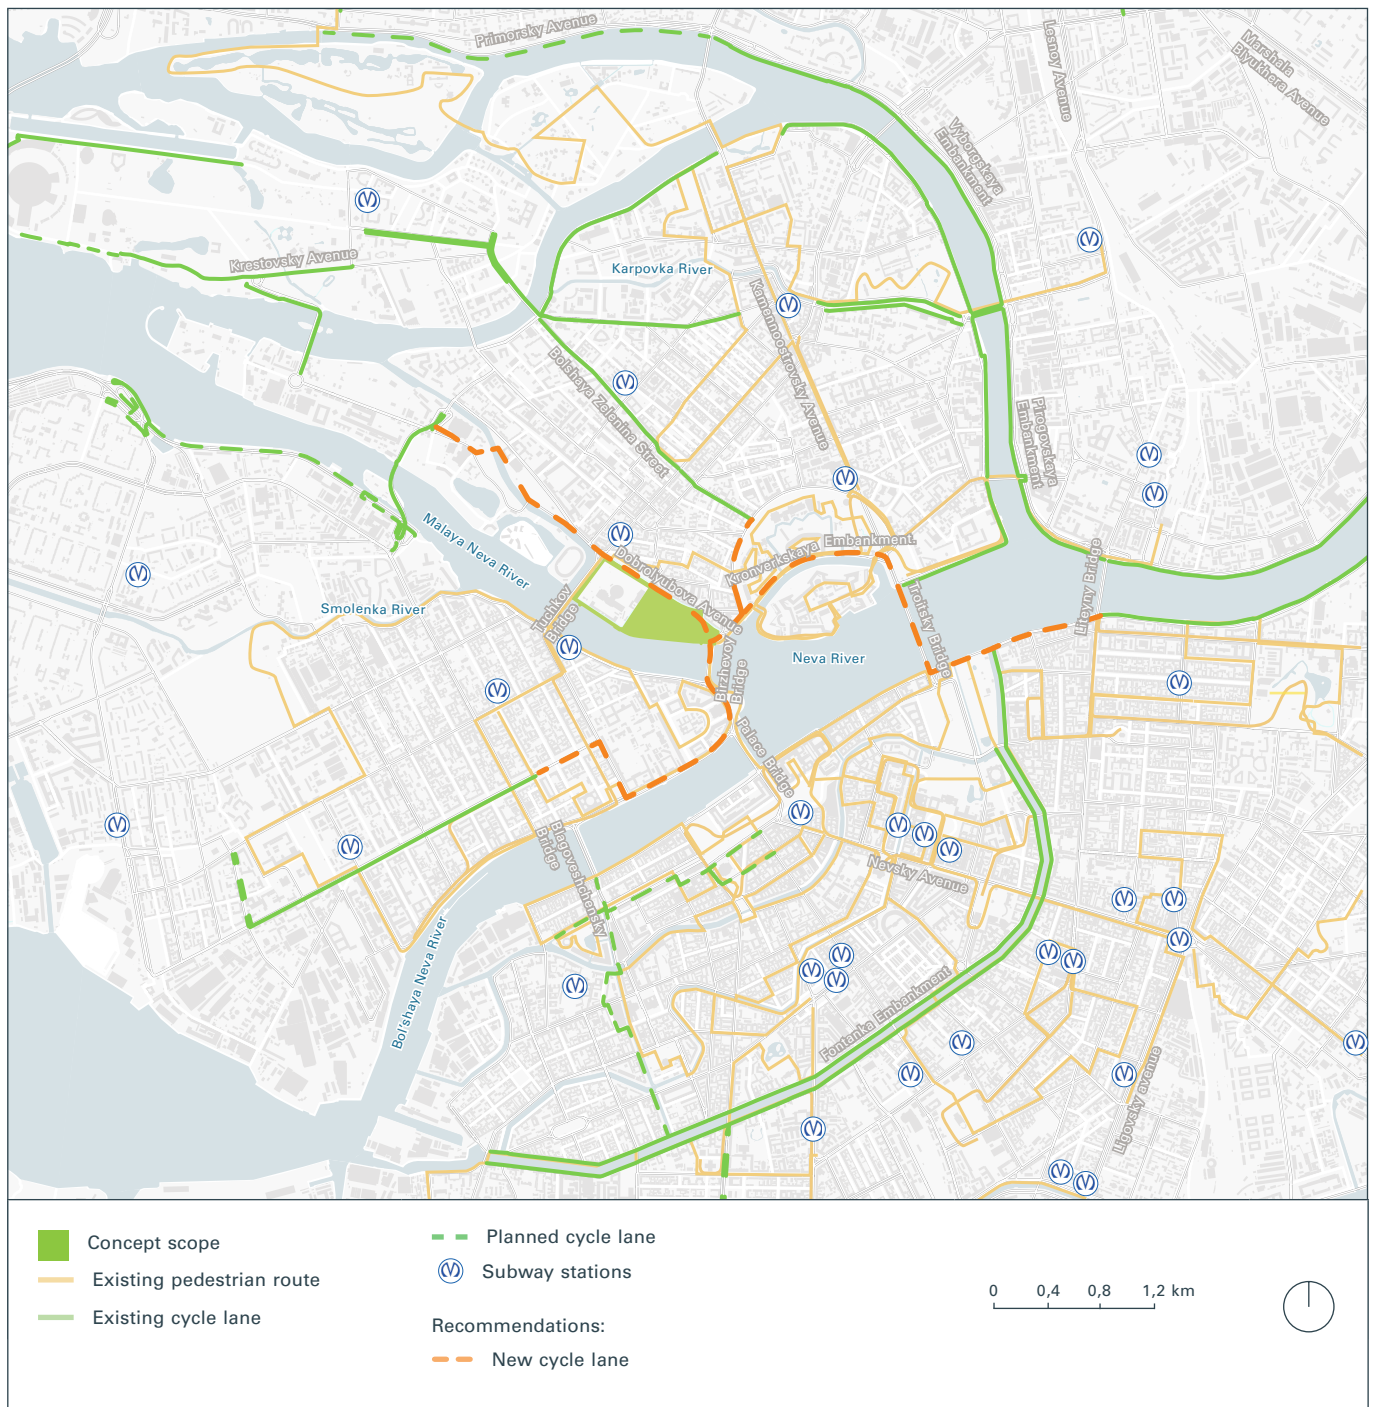 Primorsky Avenue
Lesnoy Avenue
Marshala
Blyukhera Avenue
Vyborgskaya
Embankment
Krestovsky Avenue
Karpovka River
Kamennoostrovsky Avenue
Bolshaya Zelenina Street
Pirogovskaya
Embankment
Malaya Neva River
Kronverkskaya Embankment.
Dobrolyubova Avenue
Smolenka River
Tuchkov
Bridge
Troitsky Bridge
Liteyny Bridge
Birzhevoy
Bridge
Neva River
Palace Bridge
Blagoveshchensky
Bridge
Nevsky Avenue
Bol'shaya Neva River
Fontanka Embankment
Ligovsky avenue
Concept scope
Existing pedestrian route
Existing cycle lane
Planned cycle lane
Subway stations
Recommendations:
New cycle lane
0 0,4 0,8 1,2 km